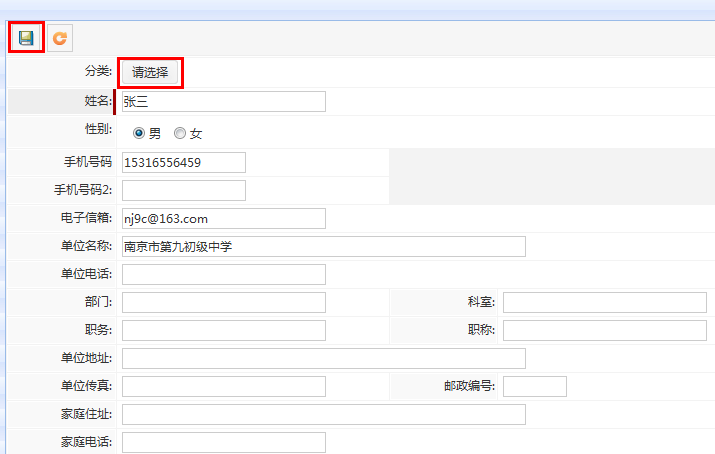 分类: 请选择
姓名: 张三
性别: 男 女
手机号码 15316556459
手机号码2:
电子信箱: nj9c@163.com
单位名称: 南京市第九初级中学
单位电话:
部门: 科室:
职务: 职称:
单位地址:
单位传真: 邮政编号:
家庭住址:
家庭电话: